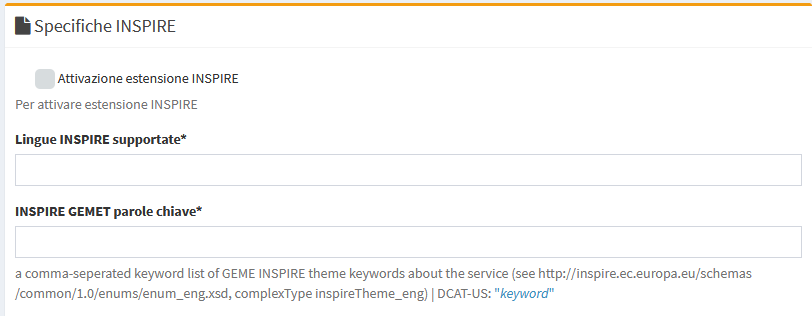 Specifiche INSPIRE
Attivazione estensione INSPIRE
Per attivare estensione INSPIRE
Lingue INSPIRE supportate*
INSPIRE GEMET parole chiave*
a comma-seperated keyword list of GEME INSPIRE theme keywords about the service (see http://inspire.ec.europa.eu/schemas
/common/1.0/enums/enum_eng.xsd, complexType inspireTheme_eng) | DCAT-US: "keyword"